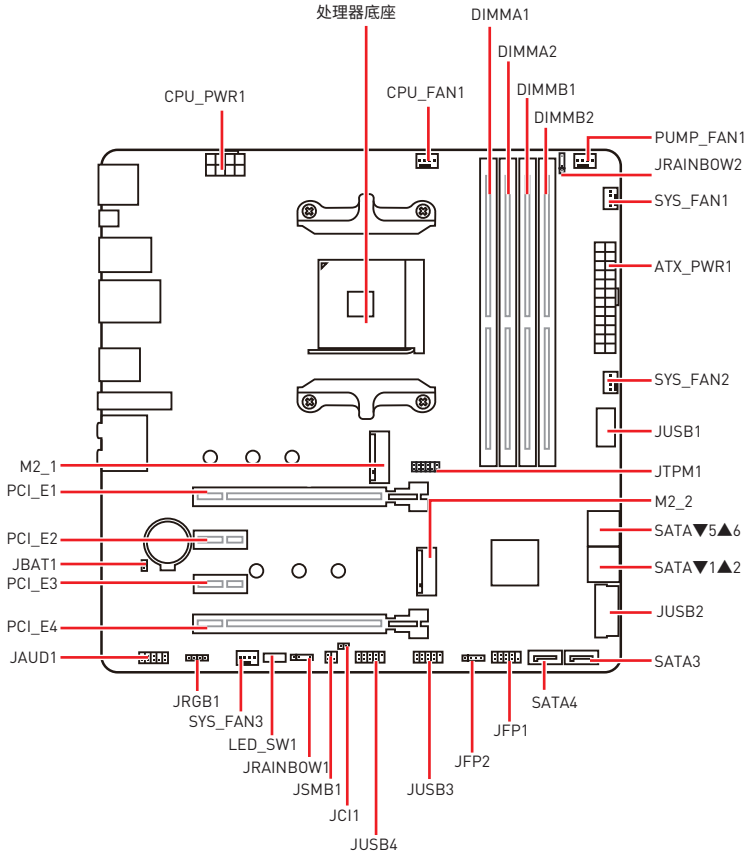 处理器底座
DIMMA1
DIMMA2
CPU_PWR1
CPU_FAN1
DIMMB1
DIMMB2
PUMP_FAN1
JRAINBOW2
SYS_FAN1
ATX_PWR1
SYS_FAN2
JUSB1
M2_1
JTPM1
PCI_E1
M2_2
SATA▼5▲6
PCI_E2
JBAT1
SATA▼1▲2
PCI_E3
JUSB2
PCI_E4
JAUD1
SATA3
JRGB1
SATA4
SYS_FAN3
JFP1
LED_SW1
JFP2
JRAINBOW1
JSMB1
JUSB3
JCI1
JUSB4